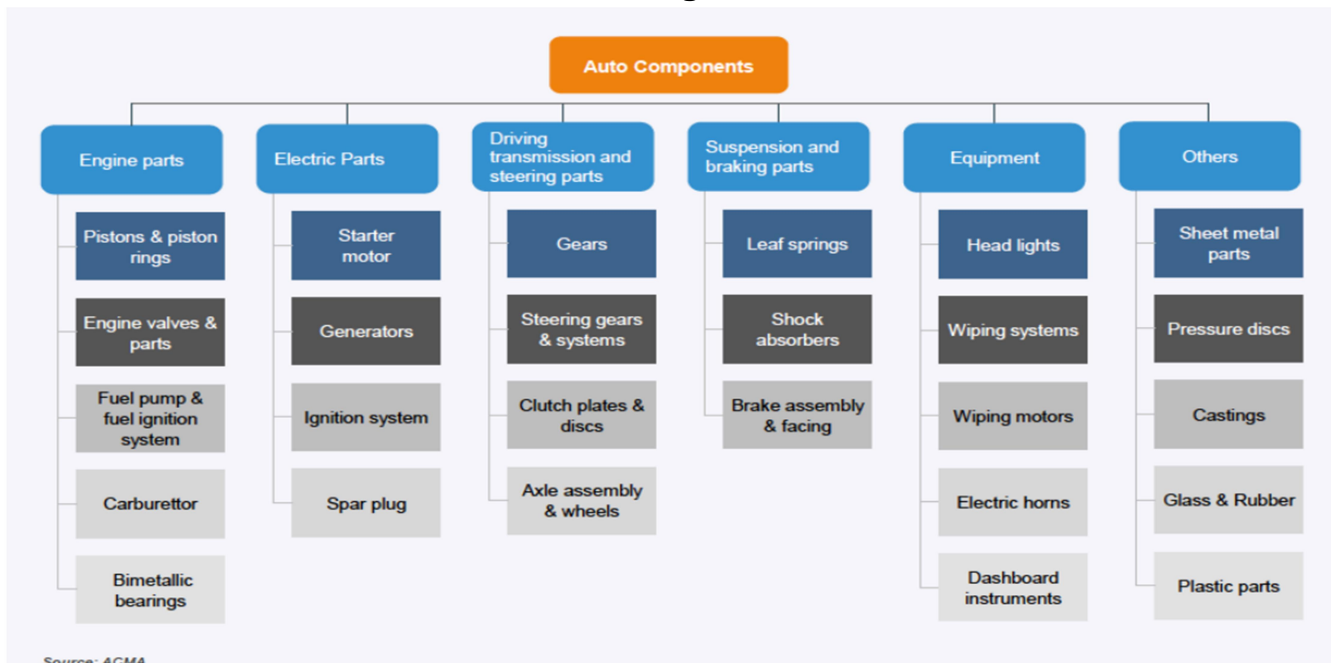 Auto Components
Engine parts
Electric Parts
Driving
transmission and
steering parts
Suspension and
braking parts
Equipment
Others
Pistons & piston
rings
Starter
motor
Gears
Leaf springs
Head lights
Sheet metal
parts
Engine valves &
parts
Generators
Steering gears
& systems
Shock
absorbers
Wiping systems
Pressure discs
Fuel pump &
fuel ignition
system
Ignition system
Clutch plates &
discs
Brake assembly
& facing
Wiping motors
Castings
Carburettor
Spar plug
Axle assembly
& wheels
Electric horns
Glass & Rubber
Bimetallic
bearings
Dashboard
instruments
Plastic parts
Source: ACMA